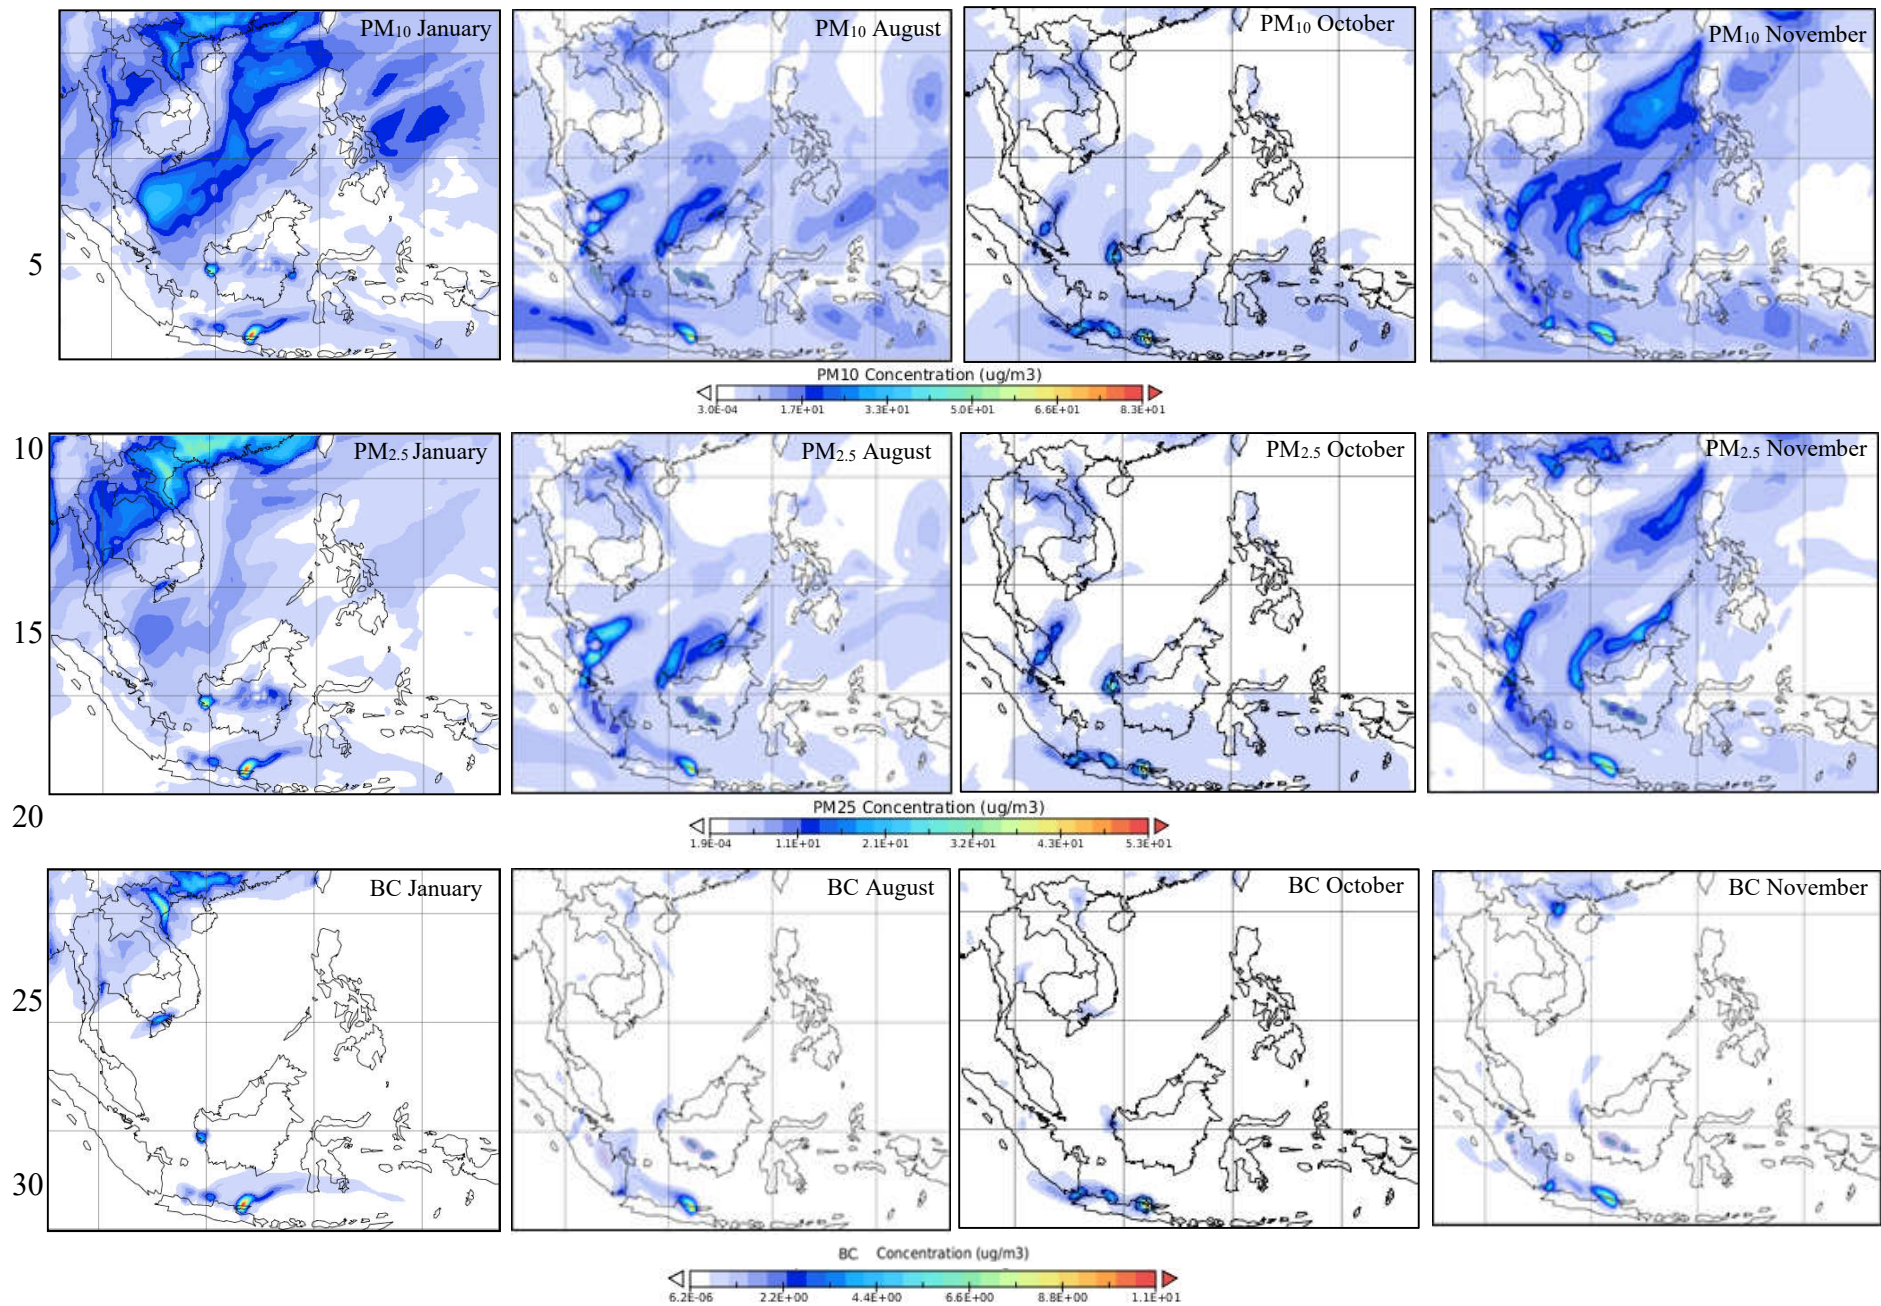 PM10 January
PM10 August
PM10 October
PM10 November
5
PM10 Concentration (ug/m3)
3.0E-04 1.7E+01 3.3E+01 5.0E+01 6.6E+01 8.3E+01
10
PM2.5 January
PM2.5 August
PM2.5 October
PM2.5 November
15
20
PM25 Concentration (ug/m3)
1.9E-04 1.1E+01 2.1E+01 3.2E+01 4.3E+01 5.3E+01
BC January
BC August
BC October
BC November
25
30
BC Concentration (ug/m3)
6.2E-06 2.2E+00 4.4E+00 6.6E+00 8.8E+00 1.1E+01